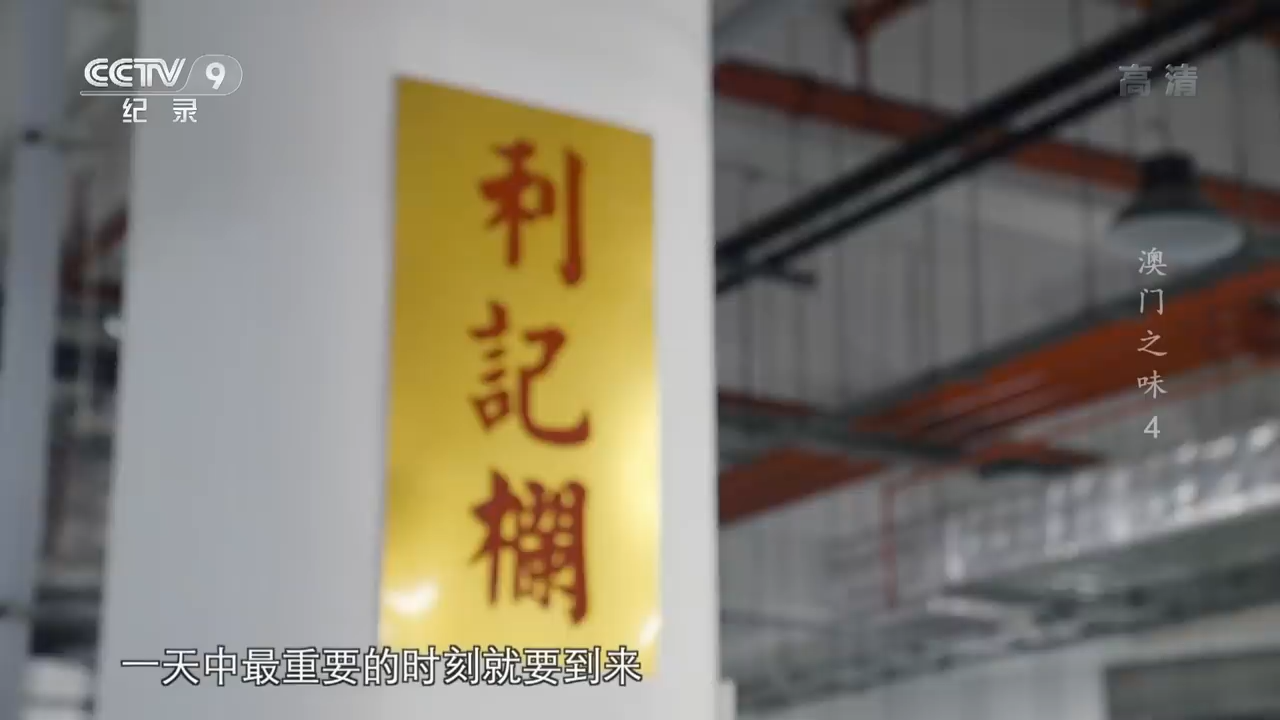 CCTV 9
纪录
高清
利
記
欄
澳门之味4
一天中最重要的时刻就要到来